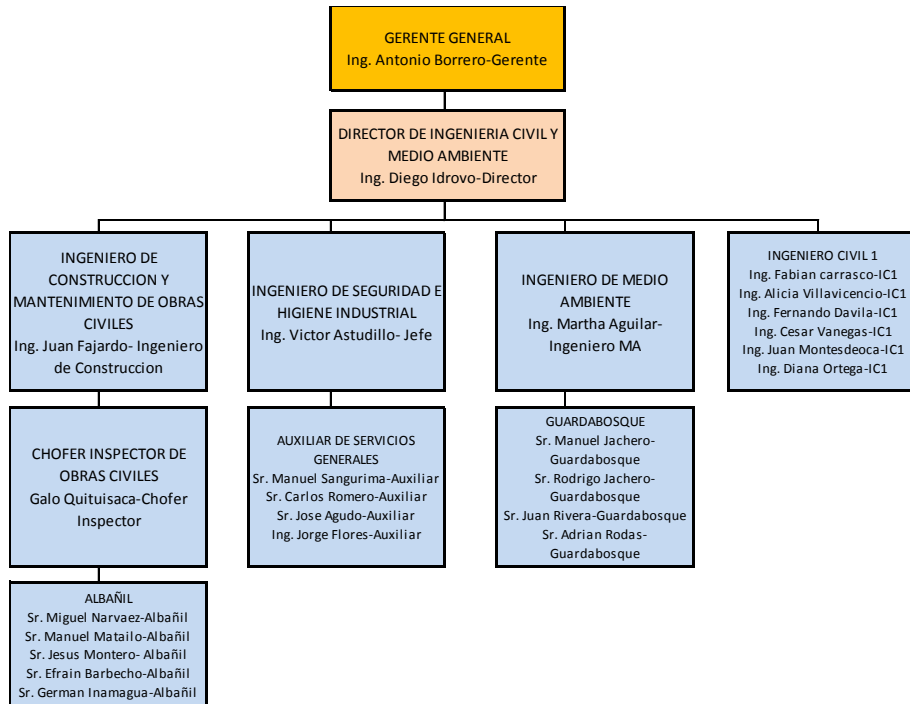 GERENTE GENERAL
Ing. Antonio Borrero-Gerente
DIRECTOR DE INGENIERIA CIVIL Y
MEDIO AMBIENTE
Ing. Diego Idrovo-Director
INGENIERO DE
CONSTRUCCION Y
MANTENIMIENTO DE OBRAS
CIVILES
Ing. Juan Fajardo- Ingeniero
de Construccion
INGENIERO DE SEGURIDAD E
HIGIENE INDUSTRIAL
Ing. Victor Astudillo- Jefe
INGENIERO DE MEDIO
AMBIENTE
Ing. Martha Aguilar-
Ingeniero MA
INGENIERO CIVIL 1
Ing. Fabian carrasco-IC1
Ing. Alicia Villavicencio-IC1
Ing. Fernando Davila-IC1
Ing. Cesar Vanegas-IC1
Ing. Juan Montesdeoca-IC1
Ing. Diana Ortega-IC1
CHOFER INSPECTOR DE
OBRAS CIVILES
Galo Quituisaca-Chofer
Inspector
AUXILIAR DE SERVICIOS
GENERALES
Sr. Manuel Sangurima-Auxiliar
Sr. Carlos Romero-Auxiliar
Sr. Jose Agudo-Auxiliar
Ing. Jorge Flores-Auxiliar
GUARDABOSQUE
Sr. Manuel Jachero-
Guardabosque
Sr. Rodrigo Jachero-
Guardabosque
Sr. Juan Rivera-Guardabosque
Sr. Adrian Rodas-
Guardabosque
ALBAÑIL
Sr. Miguel Narvaez-Albañil
Sr. Manuel Matailo-Albañil
Sr. Jesus Montero- Albañil
Sr. Efrain Barbecho-Albañil
Sr. German Inamagua-Albañil